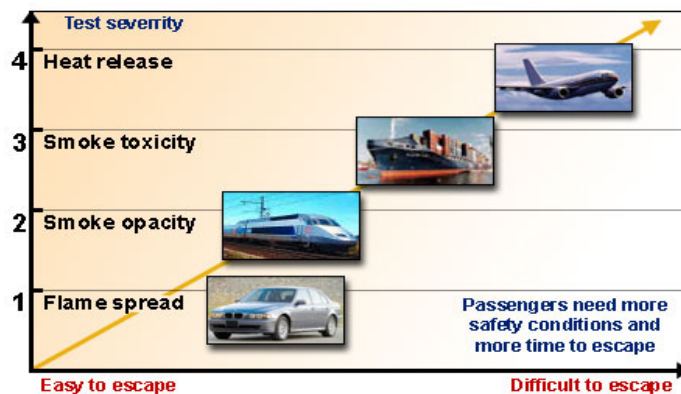 Test severrity
4 Heat release
3 Smoke toxicity
2 Smoke opacity
1 Flame spread
Passengers need more
safety conditions and
more time to escape
Easy to escape
Difficult to escape